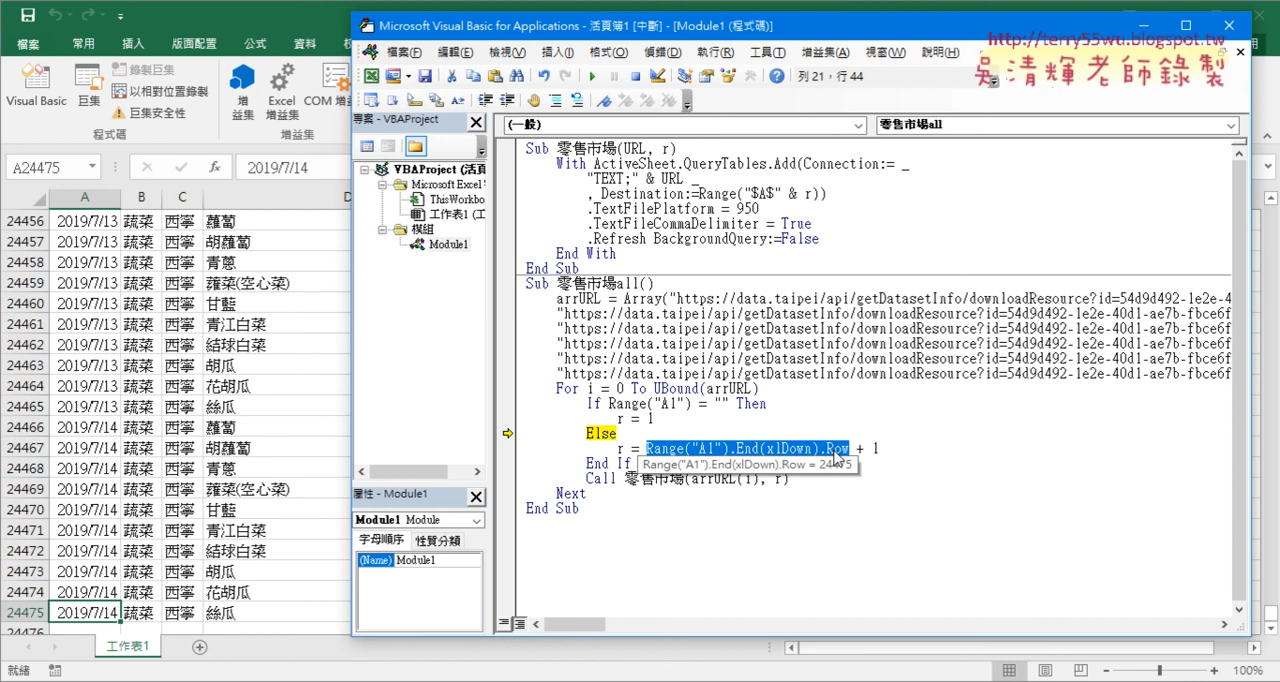 Microsoft Visual Basic for Applications - 活頁簿1 [中斷] - [Module1 (程式碼)]
http://terry55wu.blogspot.tw
吳清輝老師錄製
檔案 常用 插入 版面配置 公式 資料
檔案(F) 編輯(E) 檢視(V) 插入(I) 格式(O) 偵錯(D) 執行(R) 工具(T) 增益集(A) 視窗(W) 說明(H)
列 21，行 44
Visual Basic 巨集 錄製巨集
以相對位置錄製
巨集安全性
增益集 Excel 增益集 COM 增
程式碼 增益集
A24475 fx 2019/7/14
A B C D
24456 2019/7/13 蔬菜 西寧 蘿蔔
24457 2019/7/13 蔬菜 西寧 胡蘿蔔
24458 2019/7/13 蔬菜 西寧 青蔥
24459 2019/7/13 蔬菜 西寧 蕹菜(空心菜)
24460 2019/7/13 蔬菜 西寧 甘藍
24461 2019/7/13 蔬菜 西寧 青江白菜
24462 2019/7/13 蔬菜 西寧 結球白菜
24463 2019/7/13 蔬菜 西寧 胡瓜
24464 2019/7/13 蔬菜 西寧 花胡瓜
24465 2019/7/13 蔬菜 西寧 絲瓜
24466 2019/7/14 蔬菜 西寧 蘿蔔
24467 2019/7/14 蔬菜 西寧 胡蘿蔔
24468 2019/7/14 蔬菜 西寧 青蔥
24469 2019/7/14 蔬菜 西寧 蕹菜(空心菜)
24470 2019/7/14 蔬菜 西寧 甘藍
24471 2019/7/14 蔬菜 西寧 青江白菜
24472 2019/7/14 蔬菜 西寧 結球白菜
24473 2019/7/14 蔬菜 西寧 胡瓜
24474 2019/7/14 蔬菜 西寧 花胡瓜
24475 2019/7/14 蔬菜 西寧 絲瓜
24476
工作表1
就緒
100%
專案 - VBAProject
VBAProject (活頁
Microsoft Excel
ThisWorkbo
工作表1 (工
模組
Module1
屬性 - Module1
Module1 Module
字母順序 性質分類
(Name) Module1
(一般) 零售市場all
Sub 零售市場(URL, r)
With ActiveSheet.QueryTables.Add(Connection:= _
"TEXT;" & URL _
, Destination:=Range("$A$" & r))
.TextFilePlatform = 950
.TextFileCommaDelimiter = True
.Refresh BackgroundQuery:=False
End With
End Sub
Sub 零售市場all()
arrURL = Array("https://data.taipei/api/getDatasetInfo/downloadResource?id=54d9d492-1e2e-4
"https://data.taipei/api/getDatasetInfo/downloadResource?id=54d9d492-1e2e-40d1-ae7b-fbce6f
"https://data.taipei/api/getDatasetInfo/downloadResource?id=54d9d492-1e2e-40d1-ae7b-fbce6f
"https://data.taipei/api/getDatasetInfo/downloadResource?id=54d9d492-1e2e-40d1-ae7b-fbce6f
"https://data.taipei/api/getDatasetInfo/downloadResource?id=54d9d492-1e2e-40d1-ae7b-fbce6f
"https://data.taipei/api/getDatasetInfo/downloadResource?id=54d9d492-1e2e-40d1-ae7b-fbce6f
For i = 0 To UBound(arrURL)
If Range("A1") = "" Then
r = 1
Else
r = Range("A1").End(xlDown).Row + 1
End If
Range("A1").End(xlDown).Row = 24475
Call 零售市場(arrURL(i), r)
Next
End Sub